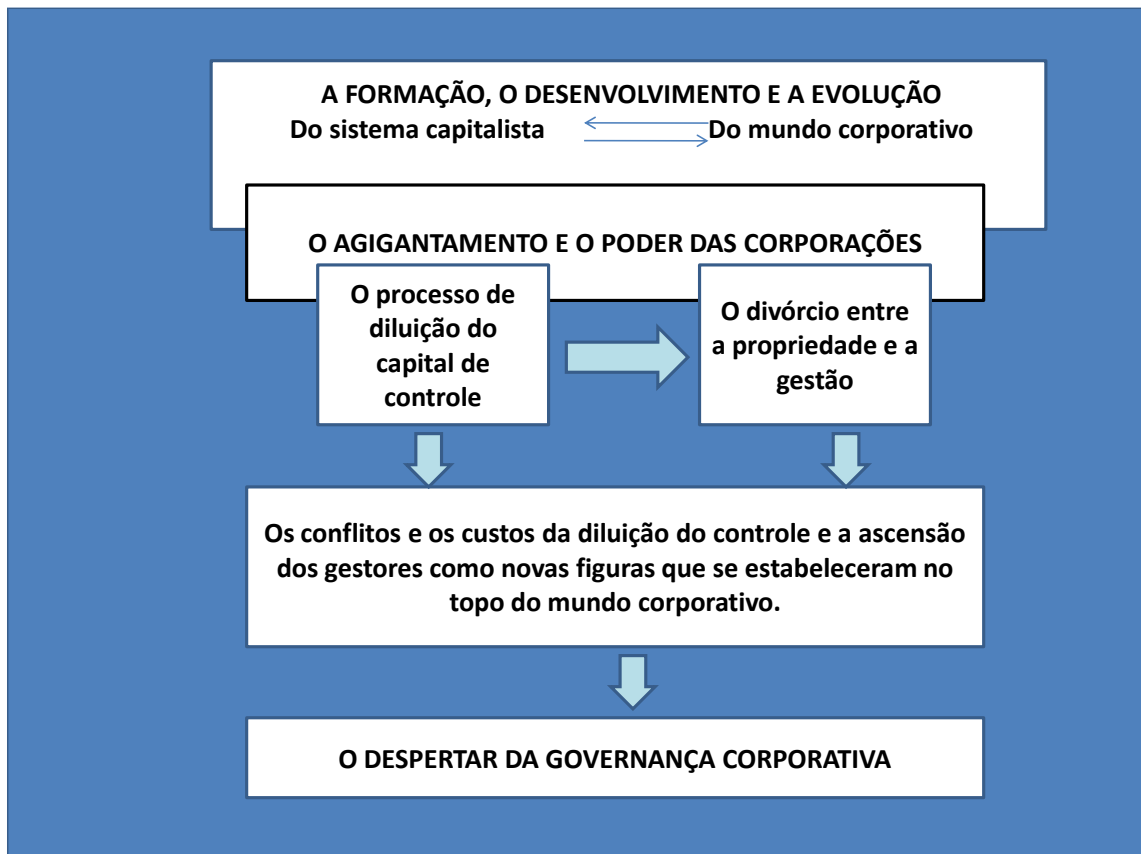 A FORMAÇÃO, O DESENVOLVIMENTO E A EVOLUÇÃO
Do sistema capitalista Do mundo corporativo
O AGIGANTAMENTO E O PODER DAS CORPORAÇÕES
O processo de
diluição do
capital de
controle
O divórcio entre
a propriedade e a
gestão
Os conflitos e os custos da diluição do controle e a ascensão
dos gestores como novas figuras que se estabeleceram no
topo do mundo corporativo.
O DESPERTAR DA GOVERNANÇA CORPORATIVA